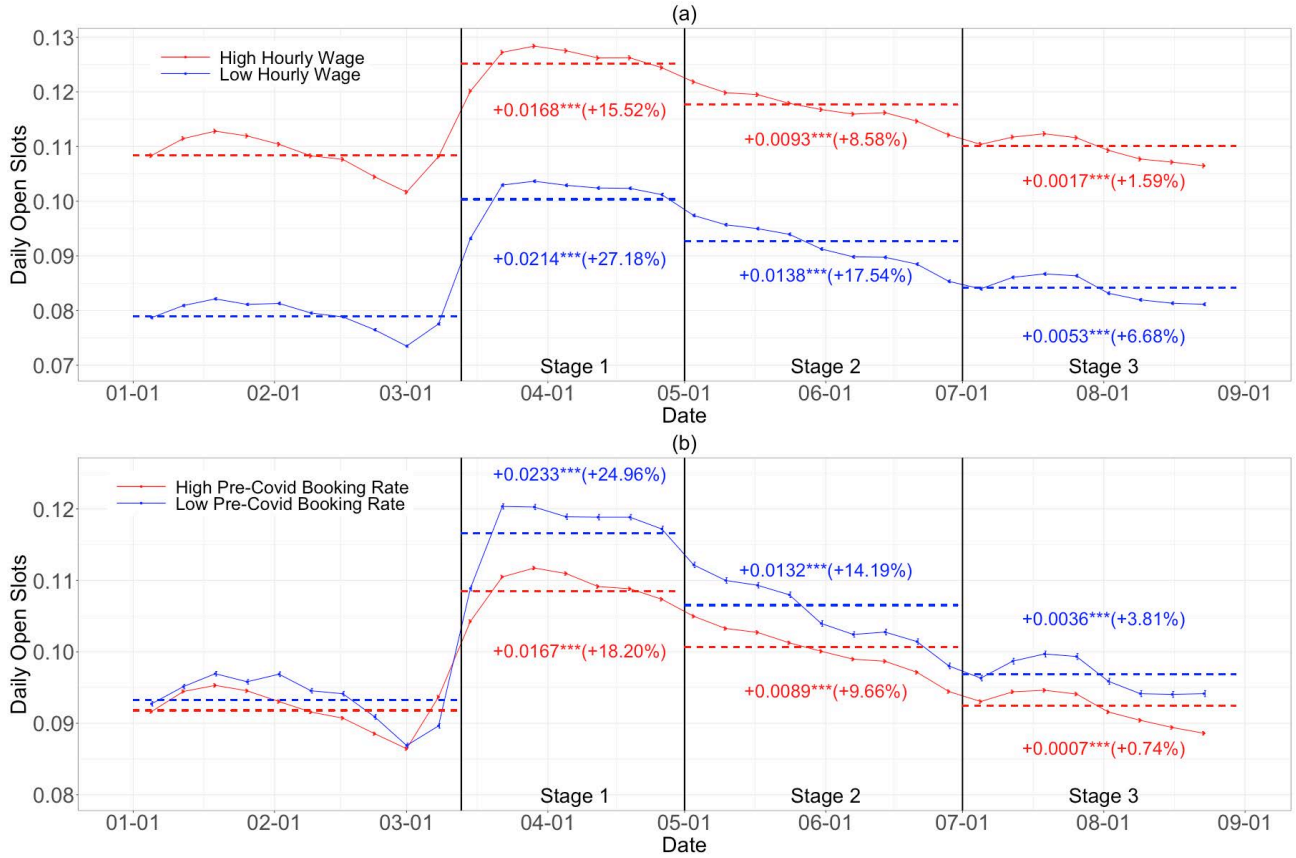 (a)
Daily Open Slots
0.13
0.12
0.11
0.10
0.09
0.08
0.07
High Hourly Wage
Low Hourly Wage
+0.0168***(+15.52%)
+0.0093***(+8.58%)
+0.0017***(+1.59%)
+0.0214***(+27.18%)
+0.0138***(+17.54%)
+0.0053***(+6.68%)
Stage 1
Stage 2
Stage 3
01-01 02-01 03-01 04-01 05-01 06-01 07-01 08-01 09-01
Date
(b)
Daily Open Slots
0.12
0.11
0.10
0.09
0.08
High Pre-Covid Booking Rate
Low Pre-Covid Booking Rate
+0.0233***(+24.96%)
+0.0132***(+14.19%)
+0.0036***(+3.81%)
+0.0167***(+18.20%)
+0.0089***(+9.66%)
+0.0007***(+0.74%)
Stage 1
Stage 2
Stage 3
01-01 02-01 03-01 04-01 05-01 06-01 07-01 08-01 09-01
Date